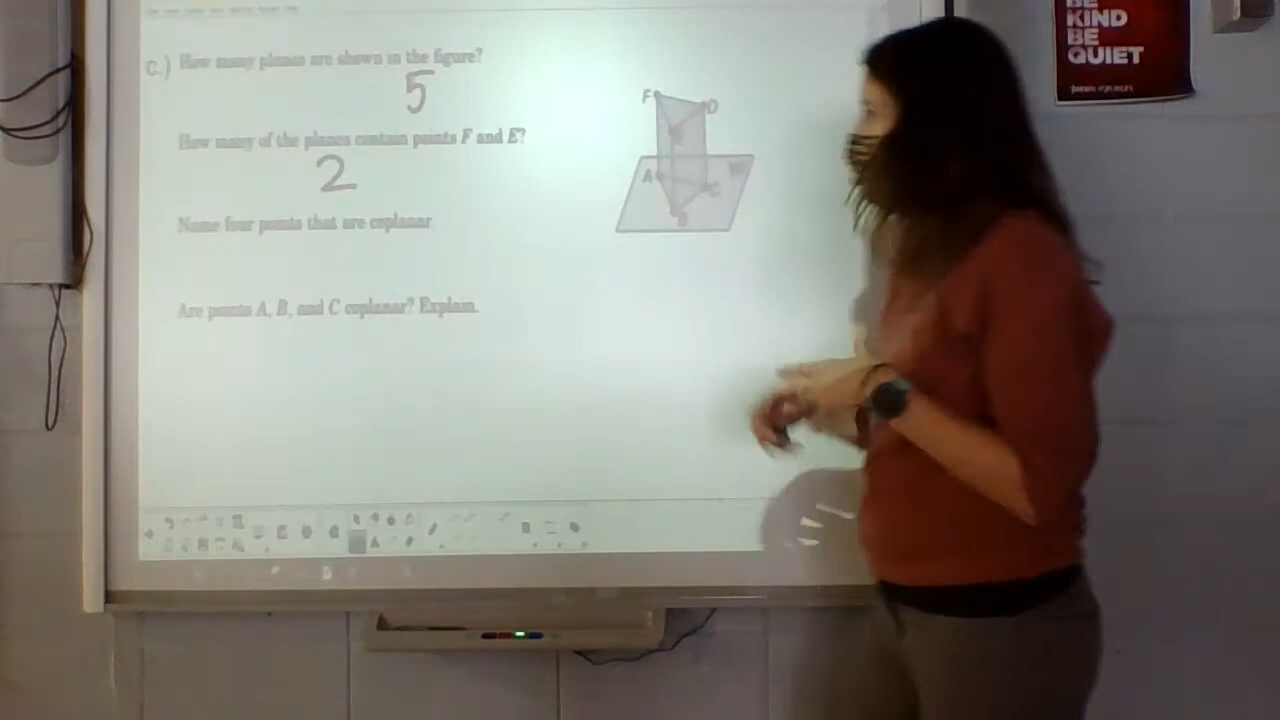 C.) How many planes are shown in the figure?
5
How many of the planes contain points F and E?
2
Name four points that are coplanar
Are points A, B, and C coplanar? Explain.
F
D
A
C
B
BE
KIND
BE
QUIET